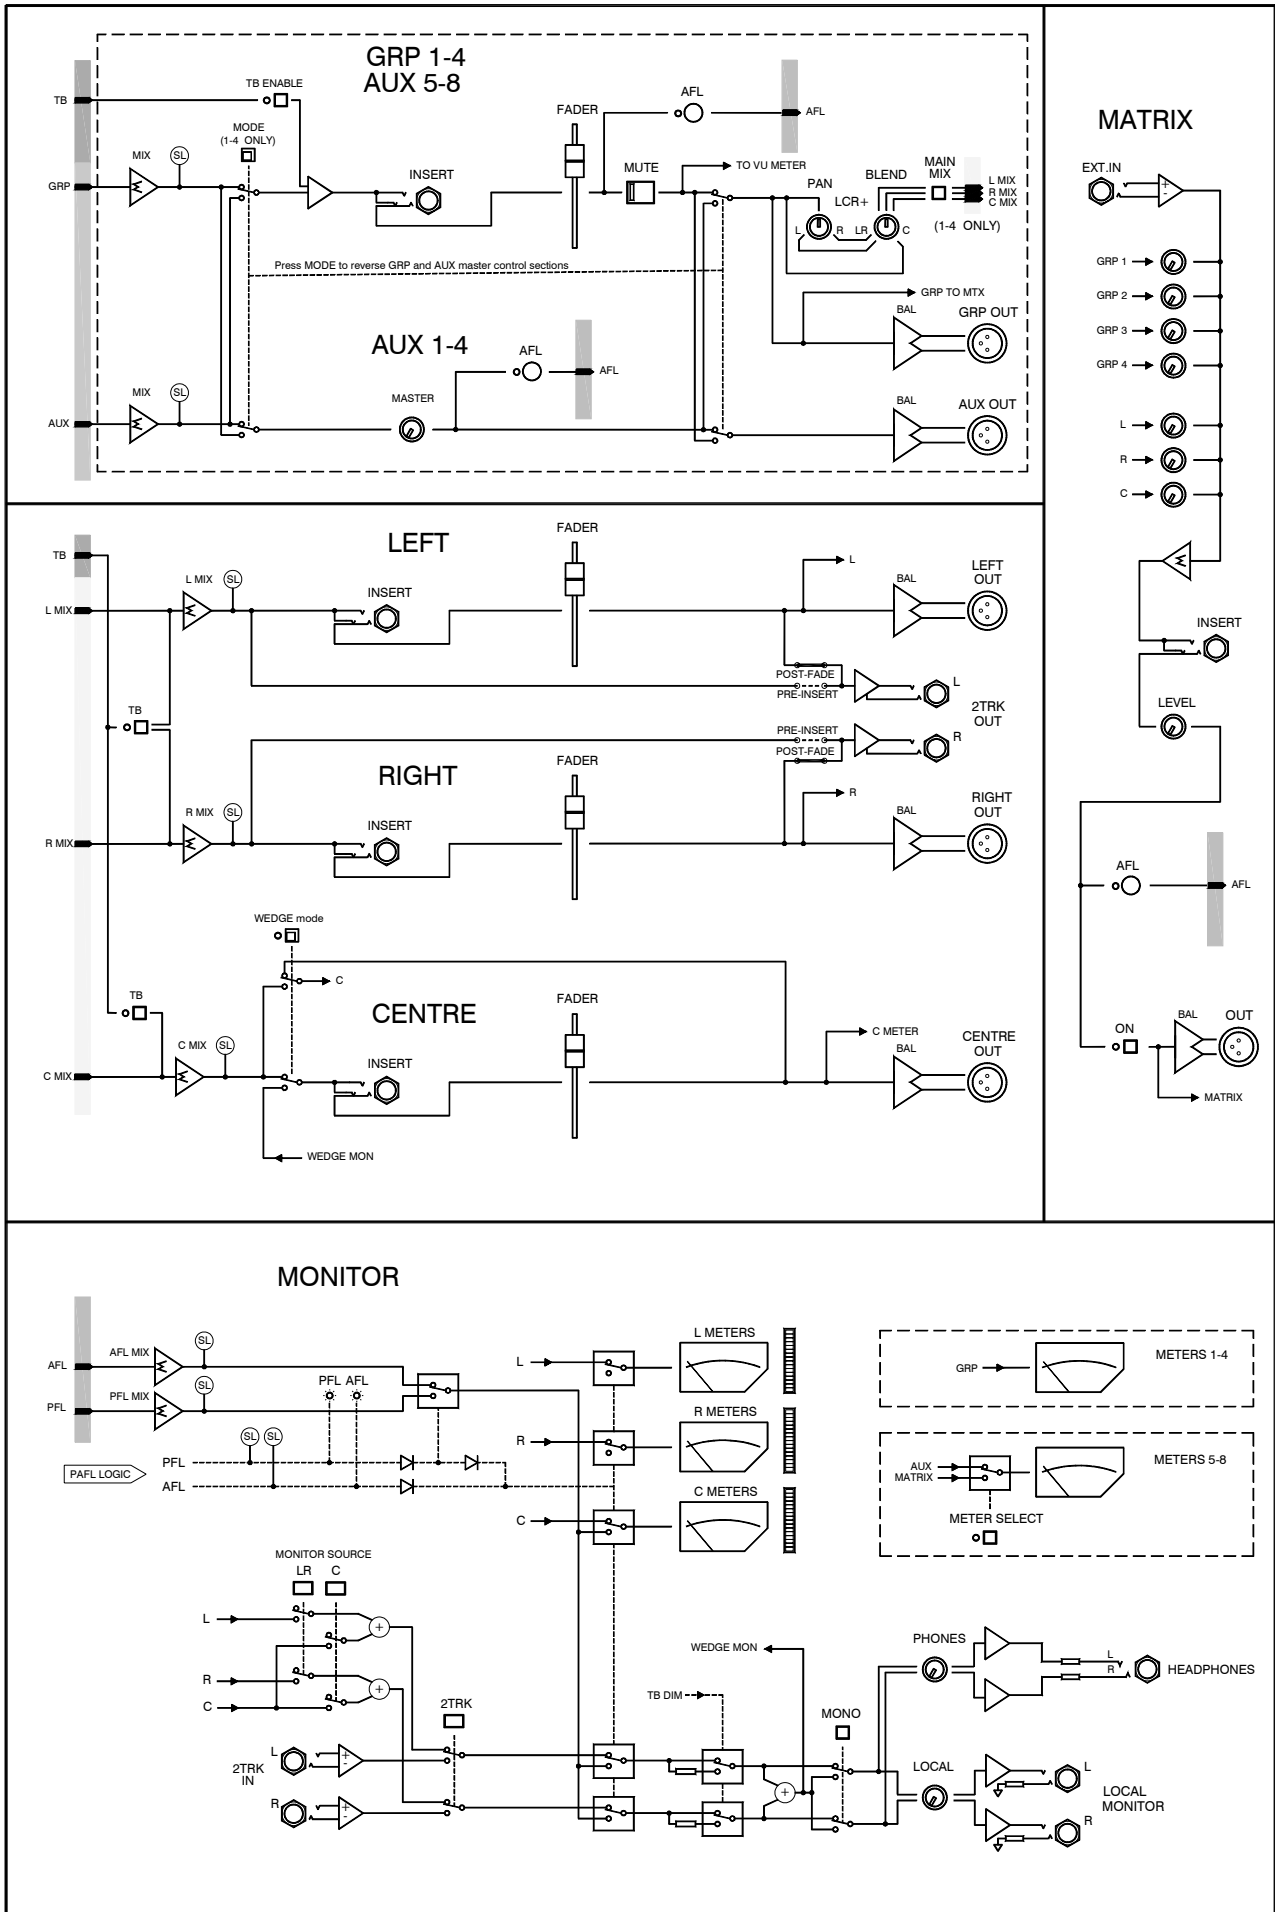 GRP 1-4
AUX 5-8
TB
TB ENABLE
MODE
(1-4 ONLY)
GRP
MIX
SL
INSERT
FADER
AFL
AFL
MUTE
TO VU METER
PAN
LCR+
BLEND
MAIN
MIX
L MIX
R MIX
C MIX
L
R
LR
C
(1-4 ONLY)
Press MODE to reverse GRP and AUX master control sections
GRP TO MTX
BAL
GRP OUT
AUX 1-4
AFL
AFL
AUX
MIX
SL
MASTER
BAL
AUX OUT
MATRIX
EXT.IN
+
-
GRP 1
GRP 2
GRP 3
GRP 4
L
R
C
INSERT
LEVEL
AFL
AFL
ON
BAL
OUT
MATRIX
LEFT
TB
L MIX
L MIX
SL
INSERT
FADER
L
BAL
LEFT
OUT
POST-FADE
PRE-INSERT
L
2TRK
OUT
TB
PRE-INSERT
POST-FADE
R
RIGHT
R MIX
R MIX
SL
INSERT
FADER
R
BAL
RIGHT
OUT
WEDGE mode
C
CENTRE
TB
C MIX
C MIX
SL
INSERT
FADER
C METER
BAL
CENTRE
OUT
WEDGE MON
MONITOR
AFL
AFL MIX
SL
PFL
PFL MIX
SL
PFL AFL
SL
SL
PAFL LOGIC
PFL
AFL
L
L METERS
R
R METERS
C
C METERS
GRP
METERS 1-4
AUX
MATRIX
METERS 5-8
METER SELECT
MONITOR SOURCE
LR
C
L
+
R
+
C
2TRK
2TRK
IN
L
+
-
R
+
-
WEDGE MON
TB DIM
+
MONO
PHONES
L
R
HEADPHONES
LOCAL
L
LOCAL
MONITOR
R